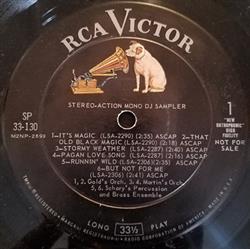 RCA VICTOR
STEREO-ACTION MONO DJ SAMPLER
SP
33-130
M2NP-2899
1
"NEW
ORTHOPHONIC"
HIGH
FIDELITY
NOT FOR
SALE
1-IT'S MAGIC (LSA-2290) (2:35) ASCAP 2-THAT
OLD BLACK MAGIC (LSA-2290) (2:18) ASCAP
3-STORMY WEATHER (LSA-2287) (2:40) ASCAP
4-PAGAN LOVE SONG (LSA-2287) (2:16) ASCAP
5-RUNNIN' WILD (LSA-2306) (2:00) ASCAP
6-BUT NOT FOR ME
(LSA-2306) (2:41) ASCAP
1, 2, Gold's Orch. 3, 4, Martin's Orch.
5, 6, Schory's Percussion
and Brass Ensemble
LONG 33⅓ PLAY